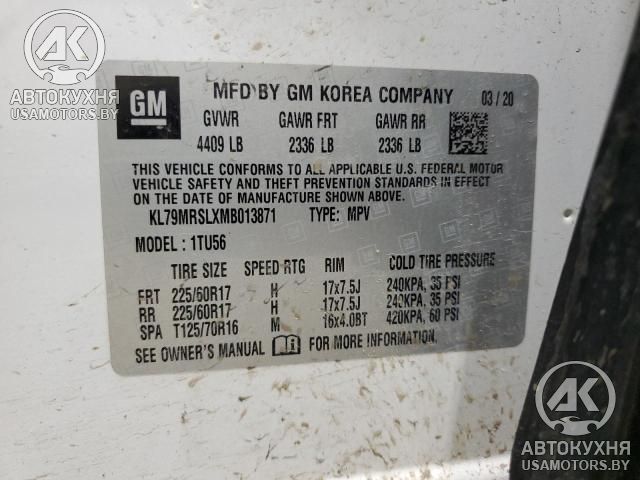 AK
АВТОКУХНЯ
USAMOTORS.BY
GM
MFD BY GM KOREA COMPANY 03 / 20
GVWR GAWR FRT GAWR RR
4409 LB 2336 LB 2336 LB
THIS VEHICLE CONFORMS TO ALL APPLICABLE U.S. FEDERAL MOTOR
VEHICLE SAFETY AND THEFT PREVENTION STANDARDS IN EFFECT
ON THE DATE OF MANUFACTURE SHOWN ABOVE.
KL79MRSLXMB013871 TYPE: MPV
MODEL : 1TU56
TIRE SIZE SPEED RTG RIM COLD TIRE PRESSURE
FRT 225/60R17 H 17x7.5J 240KPA, 35 PSI
RR 225/60R17 H 17x7.5J 240KPA, 35 PSI
SPA T125/70R16 M 16x4.0BT 420KPA, 60 PSI
SEE OWNER'S MANUAL FOR MORE INFORMATION.
AK
АВТОКУХНЯ
USAMOTORS.BY